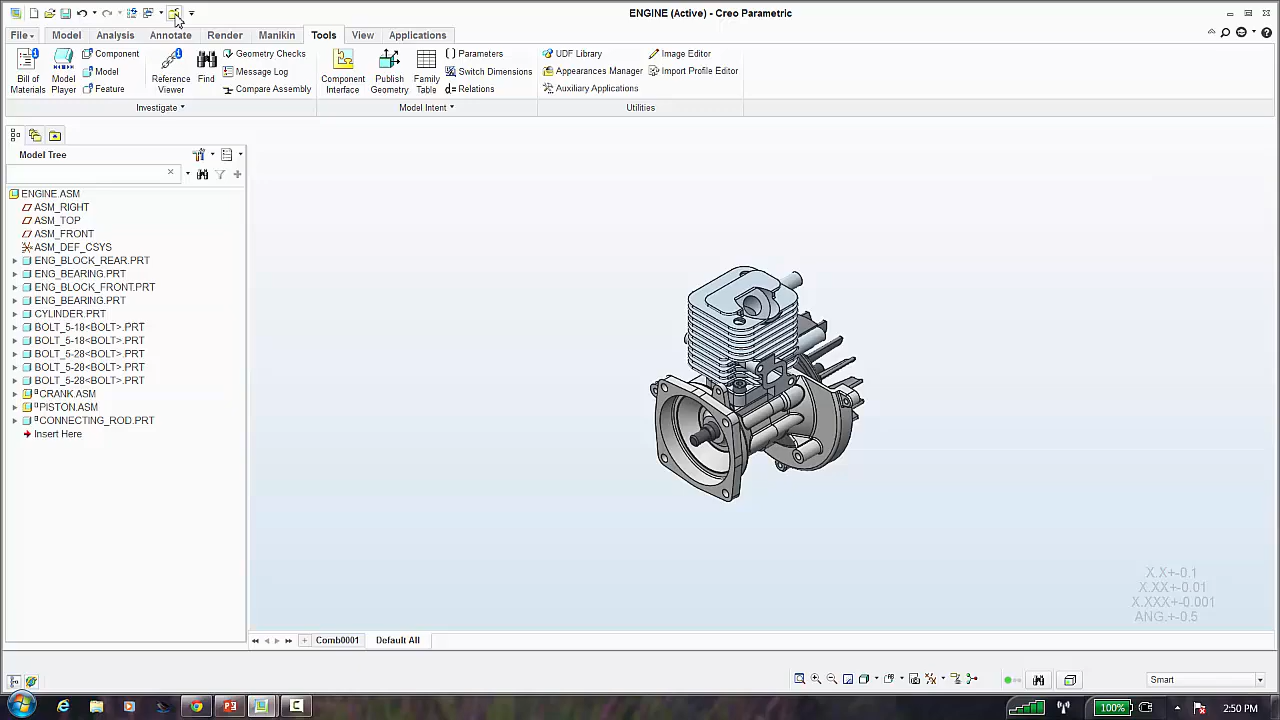 ENGINE (Active) - Creo Parametric
File Model Analysis Annotate Render Manikin Tools View Applications
Bill of Materials
Model Player
Component
Model
Feature
Reference Viewer
Find
Geometry Checks
Message Log
Compare Assembly
Component Interface
Publish Geometry
Family Table
Parameters
Switch Dimensions
d= Relations
UDF Library
Appearances Manager
Auxiliary Applications
Image Editor
Import Profile Editor
Investigate
Model Intent
Utilities
Model Tree
ENGINE.ASM
ASM_RIGHT
ASM_TOP
ASM_FRONT
ASM_DEF_CSYS
ENG_BLOCK_REAR.PRT
ENG_BEARING.PRT
ENG_BLOCK_FRONT.PRT
ENG_BEARING.PRT
CYLINDER.PRT
BOLT_5-18<BOLT>.PRT
BOLT_5-18<BOLT>.PRT
BOLT_5-28<BOLT>.PRT
BOLT_5-28<BOLT>.PRT
BOLT_5-28<BOLT>.PRT
CRANK.ASM
PISTON.ASM
CONNECTING_ROD.PRT
Insert Here
X.X+-0.1
X.XX+-0.01
X.XXX+-0.001
ANG.+-0.5
Comb0001 Default All
Smart
100%
2:50 PM